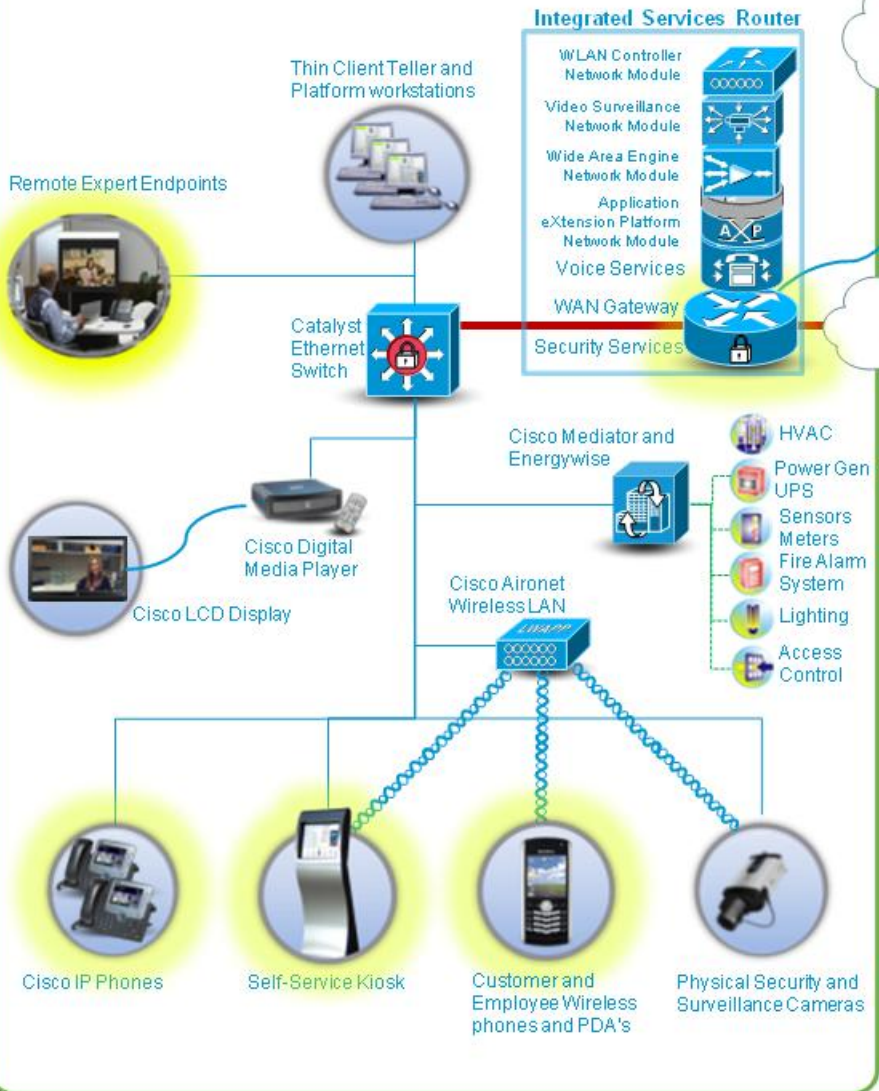 Integrated Services Router
WLAN Controller
Network Module
Video Surveillance
Network Module
Wide Area Engine
Network Module
Application
eXtension Platform
Network Module
AXP
Voice Services
WAN Gateway
Security Services
Thin Client Teller and
Platform workstations
Remote Expert Endpoints
Catalyst
Ethernet
Switch
Cisco Mediator and
Energywise
HVAC
Power Gen
UPS
Sensors
Meters
Fire Alarm
System
Lighting
Access
Control
Cisco Digital
Media Player
Cisco LCD Display
Cisco Aironet
Wireless LAN
LWAPP
Cisco IP Phones
Self-Service Kiosk
Customer and
Employee Wireless
phones and PDA's
Physical Security and
Surveillance Cameras